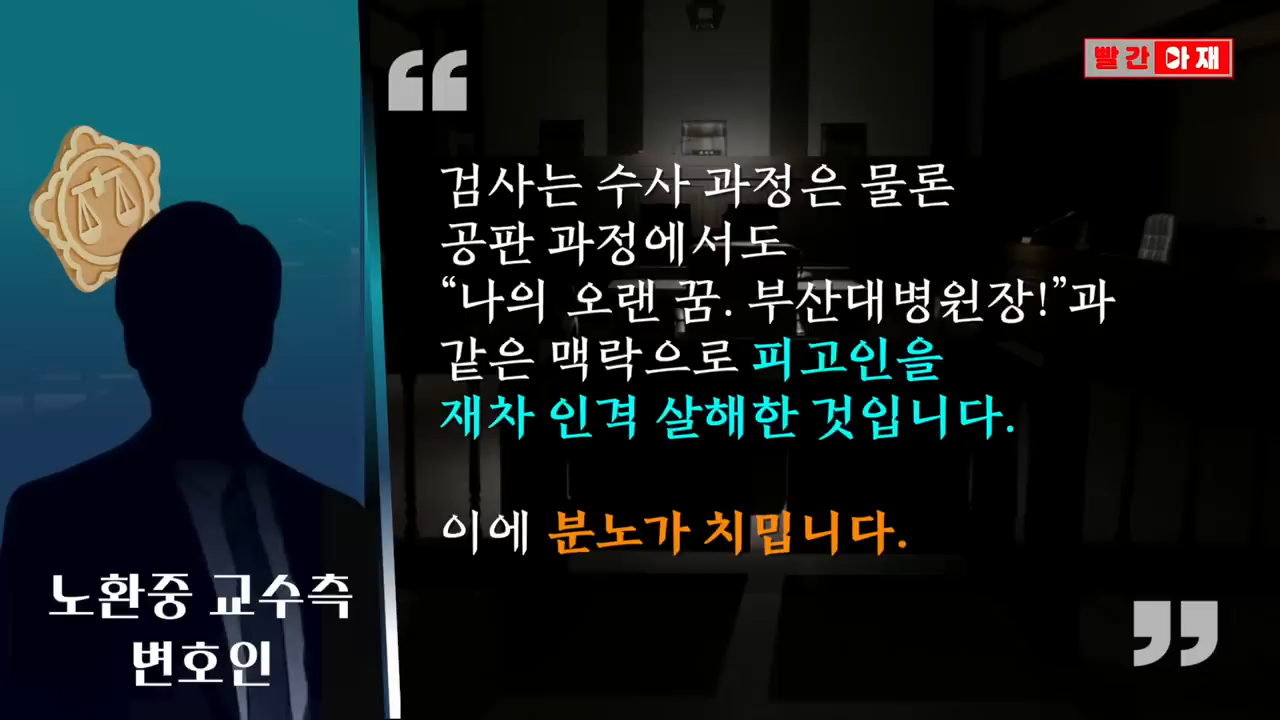 빨간아재
“
검사는 수사 과정은 물론
공판 과정에서도
“나의 오랜 꿈. 부산대병원장!”과
같은 맥락으로 피고인을
재차 인격 살해한 것입니다.
이에 분노가 치밉니다.
”
노환중 교수측
변호인